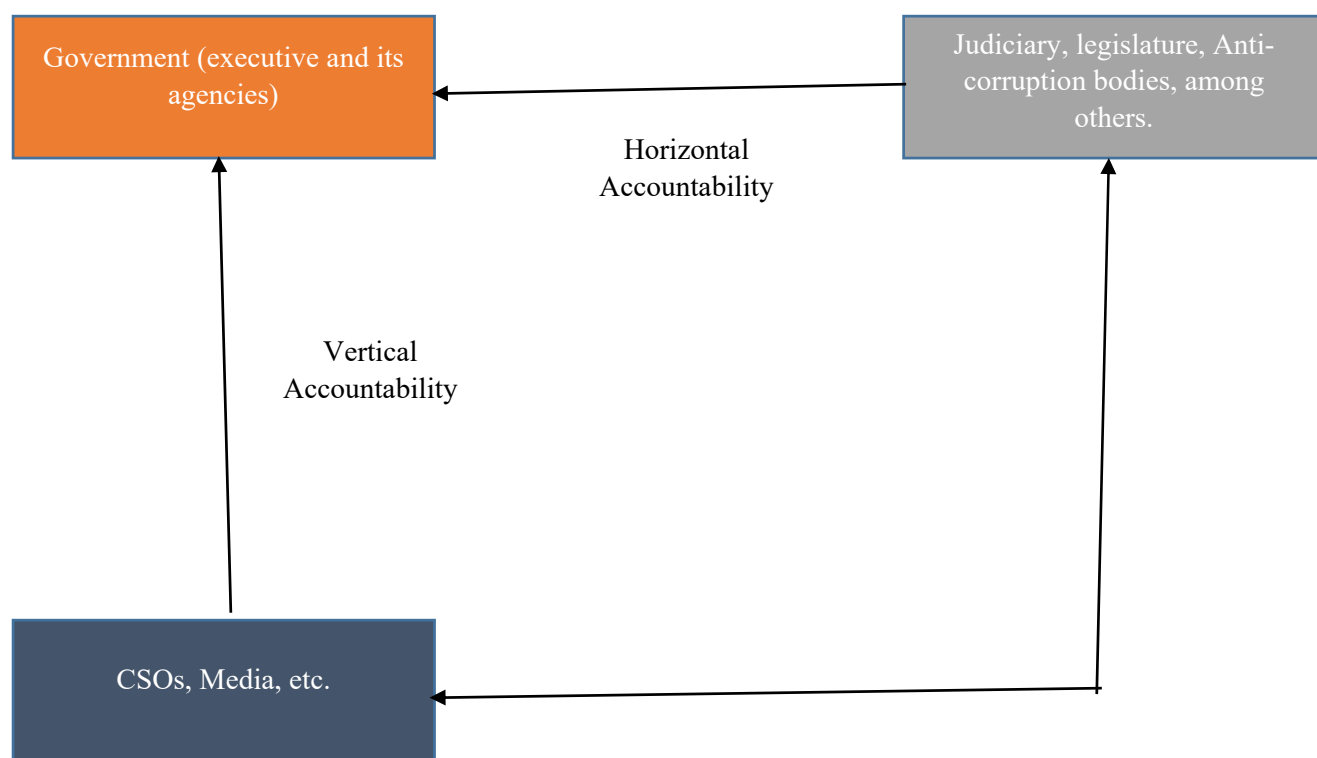 Government (executive and its
agencies)
Judiciary, legislature, Anti-
corruption bodies, among
others.
Horizontal
Accountability
Vertical
Accountability
CSOs, Media, etc.